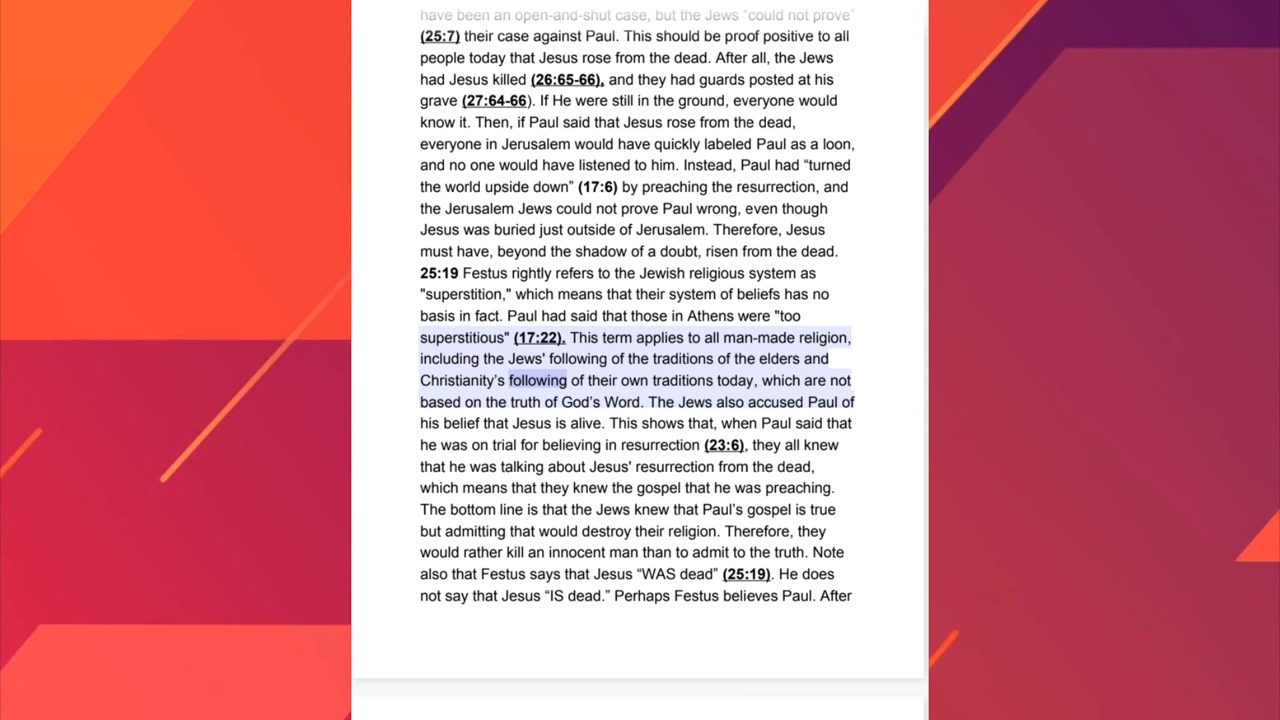 have been an open-and-shut case, but the Jews “could not prove”
(25:7) their case against Paul. This should be proof positive to all
people today that Jesus rose from the dead. After all, the Jews
had Jesus killed (26:65-66), and they had guards posted at his
grave (27:64-66). If He were still in the ground, everyone would
know it. Then, if Paul said that Jesus rose from the dead,
everyone in Jerusalem would have quickly labeled Paul as a loon,
and no one would have listened to him. Instead, Paul had “turned
the world upside down” (17:6) by preaching the resurrection, and
the Jerusalem Jews could not prove Paul wrong, even though
Jesus was buried just outside of Jerusalem. Therefore, Jesus
must have, beyond the shadow of a doubt, risen from the dead.
25:19 Festus rightly refers to the Jewish religious system as
"superstition," which means that their system of beliefs has no
basis in fact. Paul had said that those in Athens were "too
superstitious" (17:22). This term applies to all man-made religion,
including the Jews' following of the traditions of the elders and
Christianity’s following of their own traditions today, which are not
based on the truth of God’s Word. The Jews also accused Paul of
his belief that Jesus is alive. This shows that, when Paul said that
he was on trial for believing in resurrection (23:6), they all knew
that he was talking about Jesus' resurrection from the dead,
which means that they knew the gospel that he was preaching.
The bottom line is that the Jews knew that Paul’s gospel is true
but admitting that would destroy their religion. Therefore, they
would rather kill an innocent man than to admit to the truth. Note
also that Festus says that Jesus “WAS dead” (25:19). He does
not say that Jesus “IS dead.” Perhaps Festus believes Paul. After